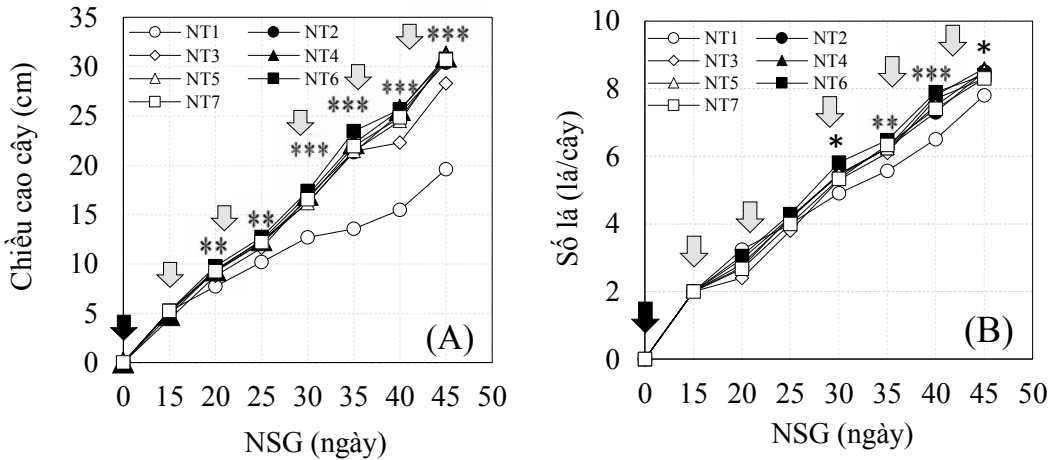 Chiều cao cây (cm)
35
30
25
20
15
10
5
0
NT1 NT2
NT3 NT4
NT5 NT6
NT7
**
**
***
***
***
***
(A)
0 15 20 25 30 35 40 45 50
NSG (ngày)
Số lá (lá/cây)
10
8
6
4
2
0
NT1 NT2
NT3 NT4
NT5 NT6
NT7
*
**
***
*
(B)
0 15 20 25 30 35 40 45 50
NSG (ngày)